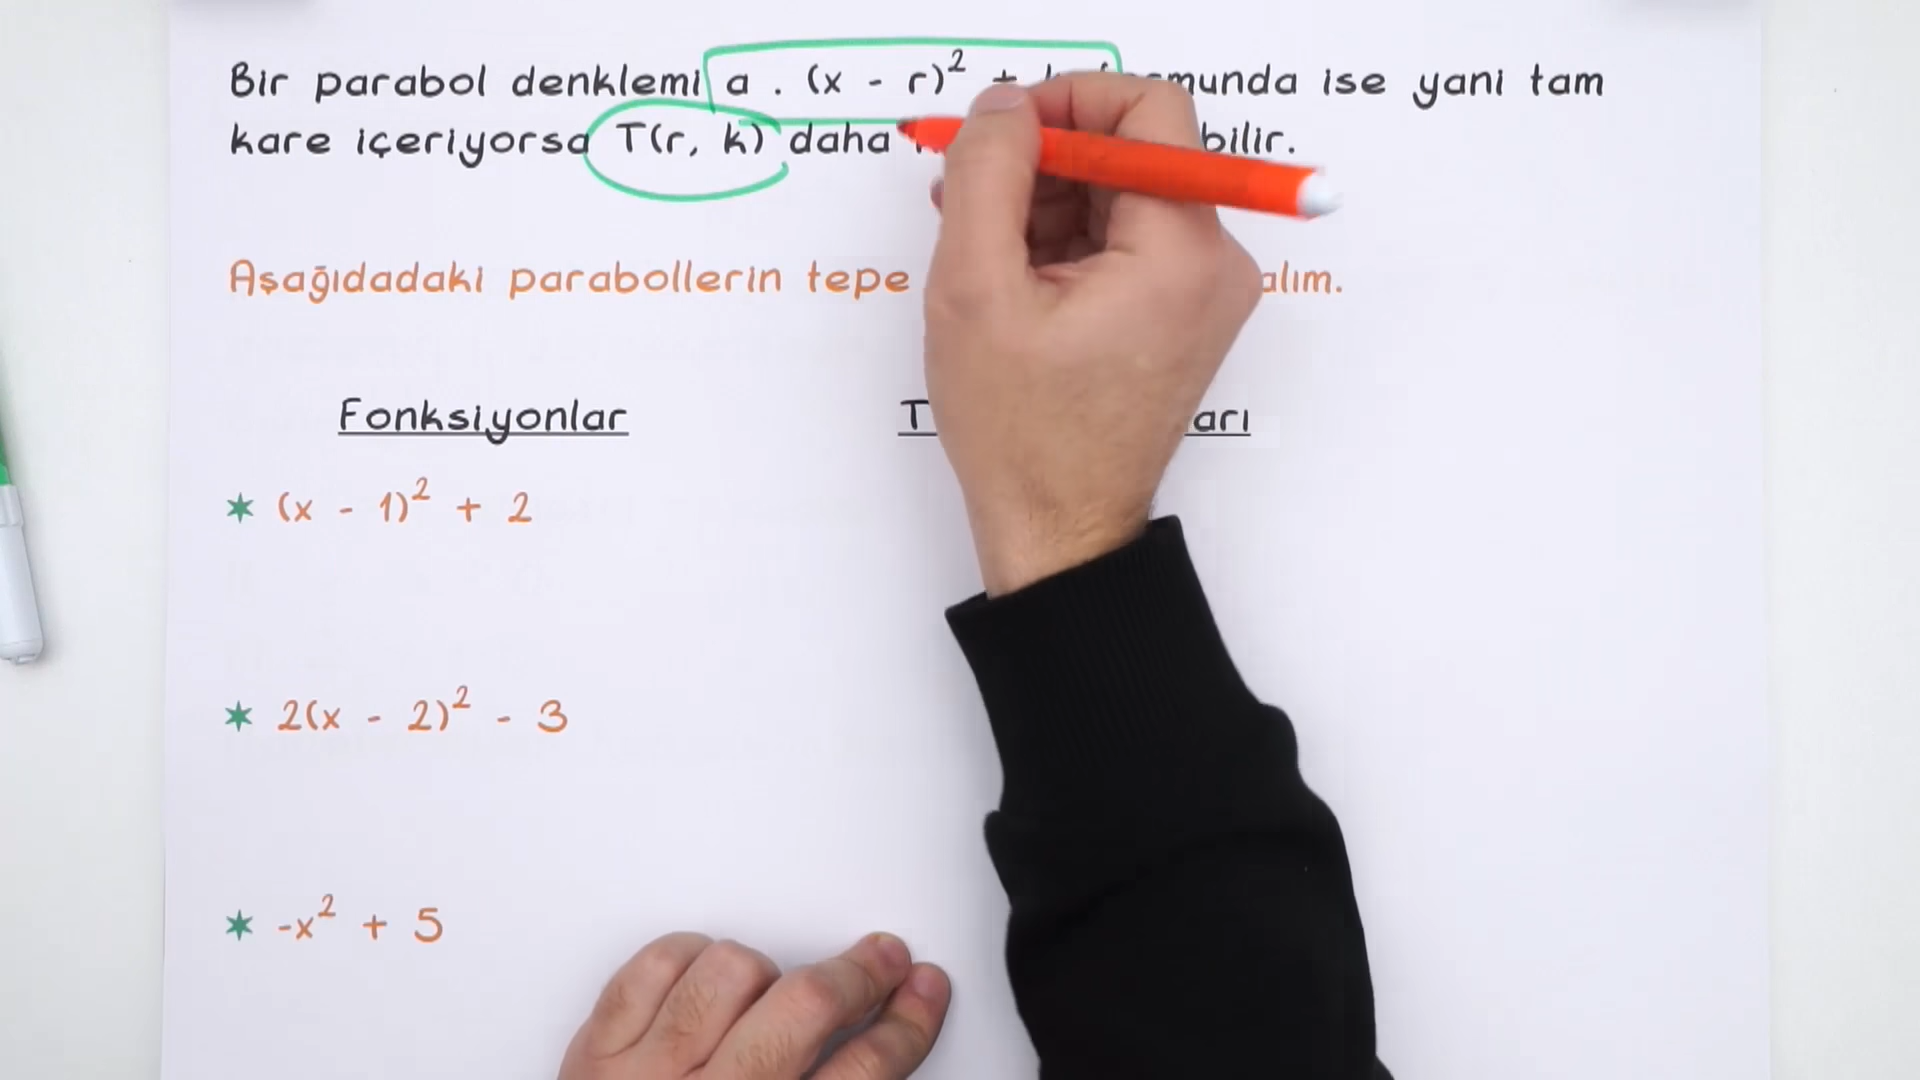 Bir parabol denklemi a . (x - r)² + munda ise yani tam
kare içeriyorsa T(r, k) daha bilir.
Aşağıdadaki parabollerin tepe alım.
Fonksiyonlar T arı
✶ (x - 1)² + 2
✶ 2(x - 2)² - 3
✶ -x² + 5